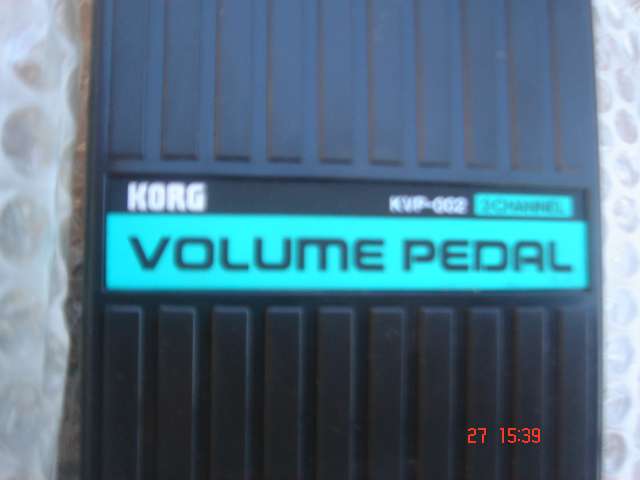 KORG KVP-002 2CHANNEL
VOLUME PEDAL
27 15:39